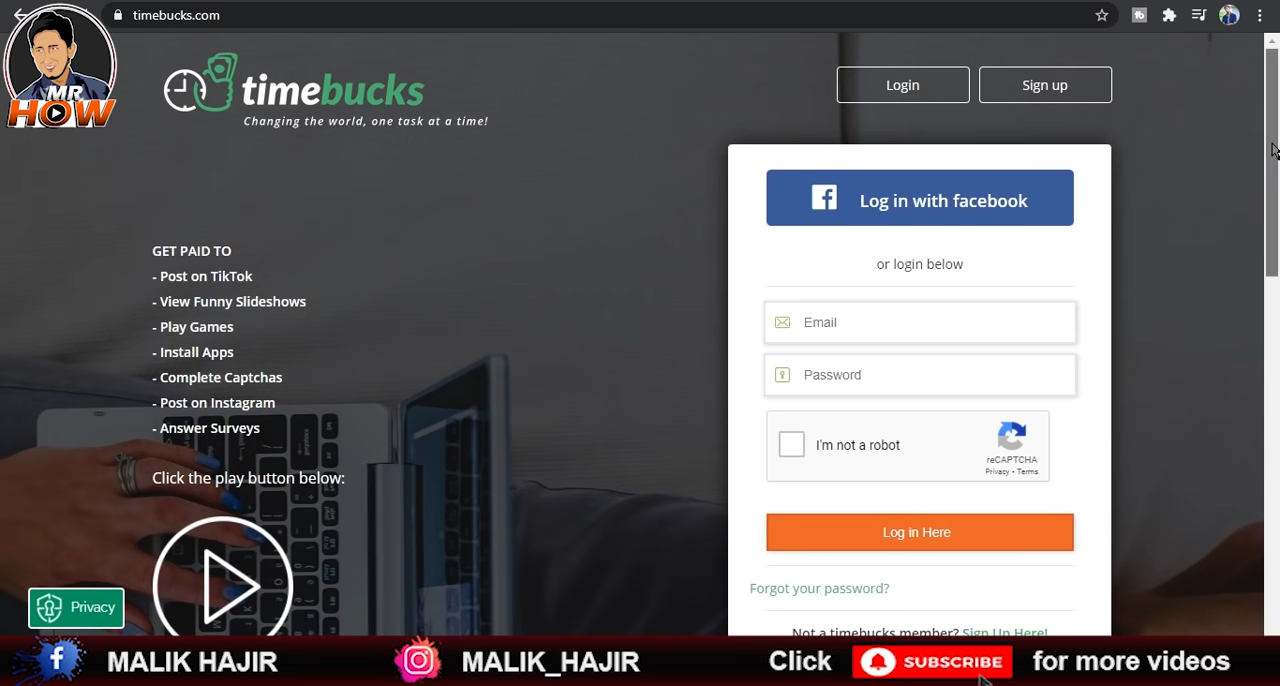 timebucks.com
MR
HOW
timebucks
Changing the world, one task at a time!
Login
Sign up
Log in with facebook
or login below
Email
Password
I'm not a robot
reCAPTCHA
Privacy - Terms
Log in Here
Forgot your password?
Not a timebucks member? Sign Up Here!
GET PAID TO
- Post on TikTok
- View Funny Slideshows
- Play Games
- Install Apps
- Complete Captchas
- Post on Instagram
- Answer Surveys
Click the play button below:
Privacy
MALIK HAJIR
MALIK_HAJIR
Click SUBSCRIBE for more videos